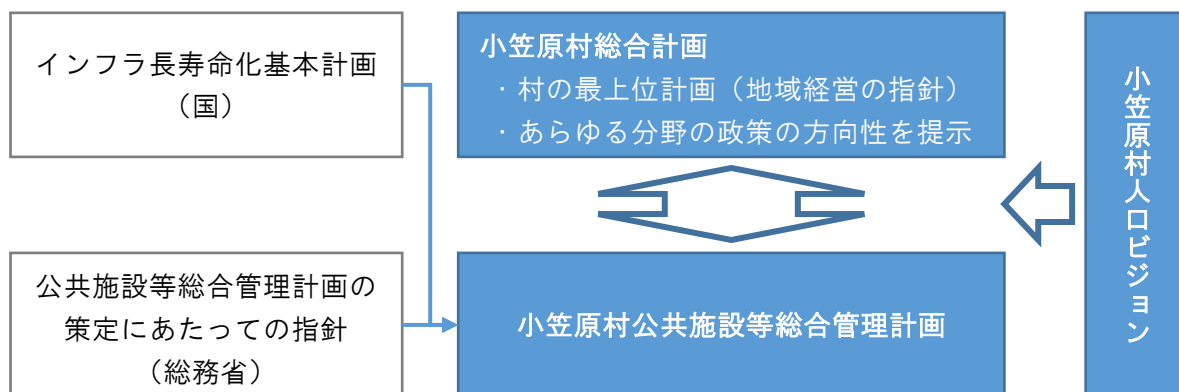 インフラ長寿命化基本計画
（国）
小笠原村総合計画
・村の最上位計画（地域経営の指針）
・あらゆる分野の政策の方向性を提示
公共施設等総合管理計画の
策定にあたっての指針
（総務省）
小笠原村公共施設等総合管理計画
小笠原村人口ビジョン